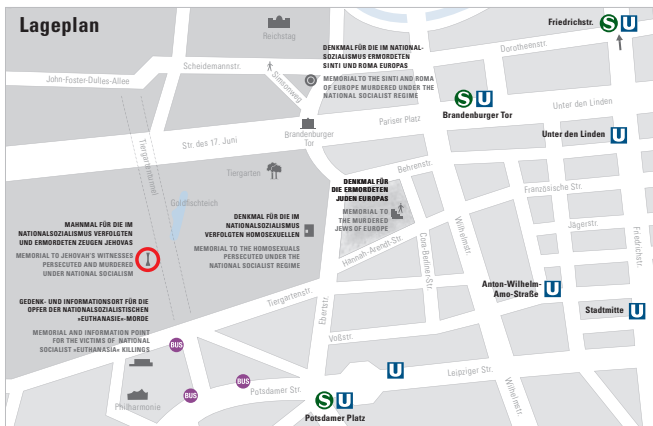 Lageplan
Reichstag
Friedrichstr.
S U
Dorotheenstr.
DENKMAL FÜR DIE IM NATIONAL-
SOZIALISMUS ERMORDETEN
SINTI UND ROMA EUROPAS
MEMORIAL TO THE SINTI AND ROMA
OF EUROPE MURDERED UNDER THE
NATIONAL SOCIALIST REGIME
Scheidemannstr.
John-Foster-Dulles-Allee
Simsonweg
S U
Brandenburger Tor
Unter den Linden
Pariser Platz
Unter den Linden
U
Brandenburger
Tor
Str. des 17. Juni
Tiergartentunnel
Tiergarten
Behrenstr.
Französische Str.
DENKMAL FÜR
DIE ERMORDETEN
JUDEN EUROPAS
MEMORIAL TO
THE MURDERED
JEWS OF EUROPE
Goldfischteich
DENKMAL FÜR DIE IM
NATIONALSOZIALISMUS
VERFOLGTEN HOMOSEXUELLEN
MEMORIAL TO THE HOMOSEXUALS
PERSECUTED UNDER THE
NATIONAL SOCIALIST REGIME
MAHNMAL FÜR DIE IM
NATIONALSOZIALISMUS VERFOLGTEN
UND ERMORDETEN ZEUGEN JEHOVAS
MEMORIAL TO JEHOVA'S WITNESSES
PERSECUTED AND MURDERED
UNDER NATIONAL SOCIALISM
Jägerstr.
Wilhelmstr.
Cora-Berliner-Str.
Hannah-Arendt-Str.
Friedrichstr.
Anton-Wilhelm-
Amo-Straße
U
Stadtmitte
U
GEDENK- UND INFORMATIONSORT FÜR DIE
OPFER DER NATIONALSOZIALISTISCHEN
»EUTHANASIE«-MORDE
MEMORIAL AND INFORMATION POINT
FOR THE VICTIMS OF NATIONAL
SOCIALIST »EUTHANASIA« KILLINGS
Tiergartenstr.
Ebertstr.
Voßstr.
BUS
BUS
BUS
U
Leipziger Str.
Potsdamer Str.
Wilhelmstr.
Philharmonie
S U
Potsdamer Platz